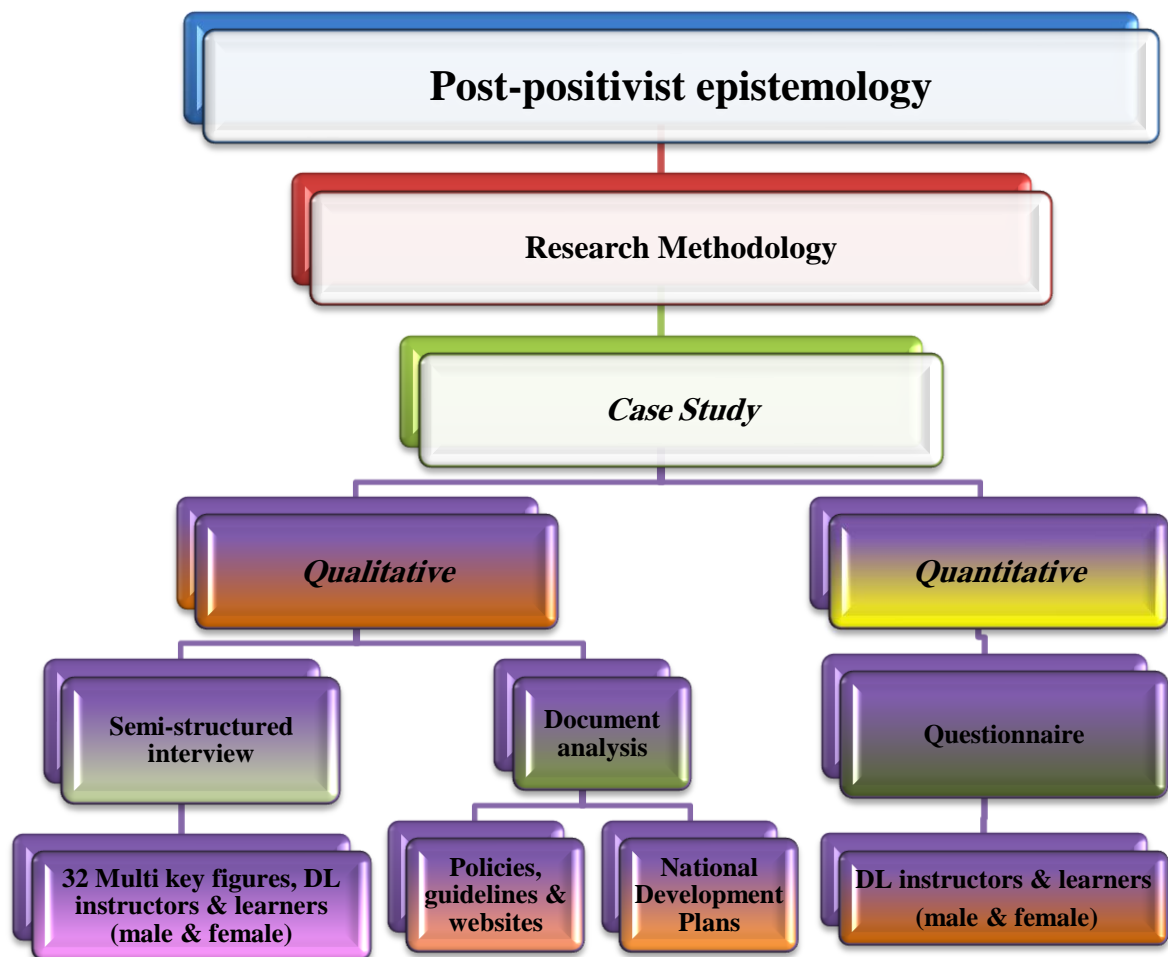 Post-positivist epistemology
Research Methodology
Case Study
Qualitative
Quantitative
Semi-structured
interview
Document
analysis
Questionnaire
32 Multi key figures, DL
instructors & learners
(male & female)
Policies,
guidelines &
websites
National
Development
Plans
DL instructors & learners
(male & female)